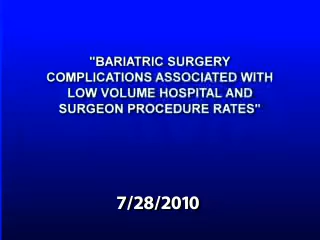 "BARIATRIC SURGERY
COMPLICATIONS ASSOCIATED WITH
LOW VOLUME HOSPITAL AND
SURGEON PROCEDURE RATES"
7/28/2010